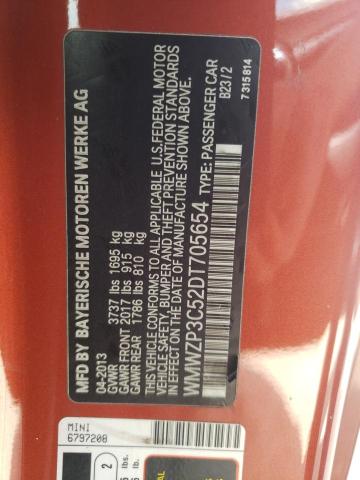 MFD BY BAYERISCHE MOTOREN WERKE AG
04-2013
GVWR 3737 lbs 1695 kg
GAWR FRONT 2017 lbs 915 kg
GAWR REAR 1786 lbs 810 kg
THIS VEHICLE CONFORMS TO ALL APPLICABLE U.S.FEDERAL MOTOR
VEHICLE SAFETY, BUMPER AND THEFT PREVENTION STANDARDS
IN EFFECT ON THE DATE OF MANUFACTURE SHOWN ABOVE.
WMWZP3C52DT705654 TYPE: PASSENGER CAR
B23/2
7315814
MINI
6797208
2
lbs.